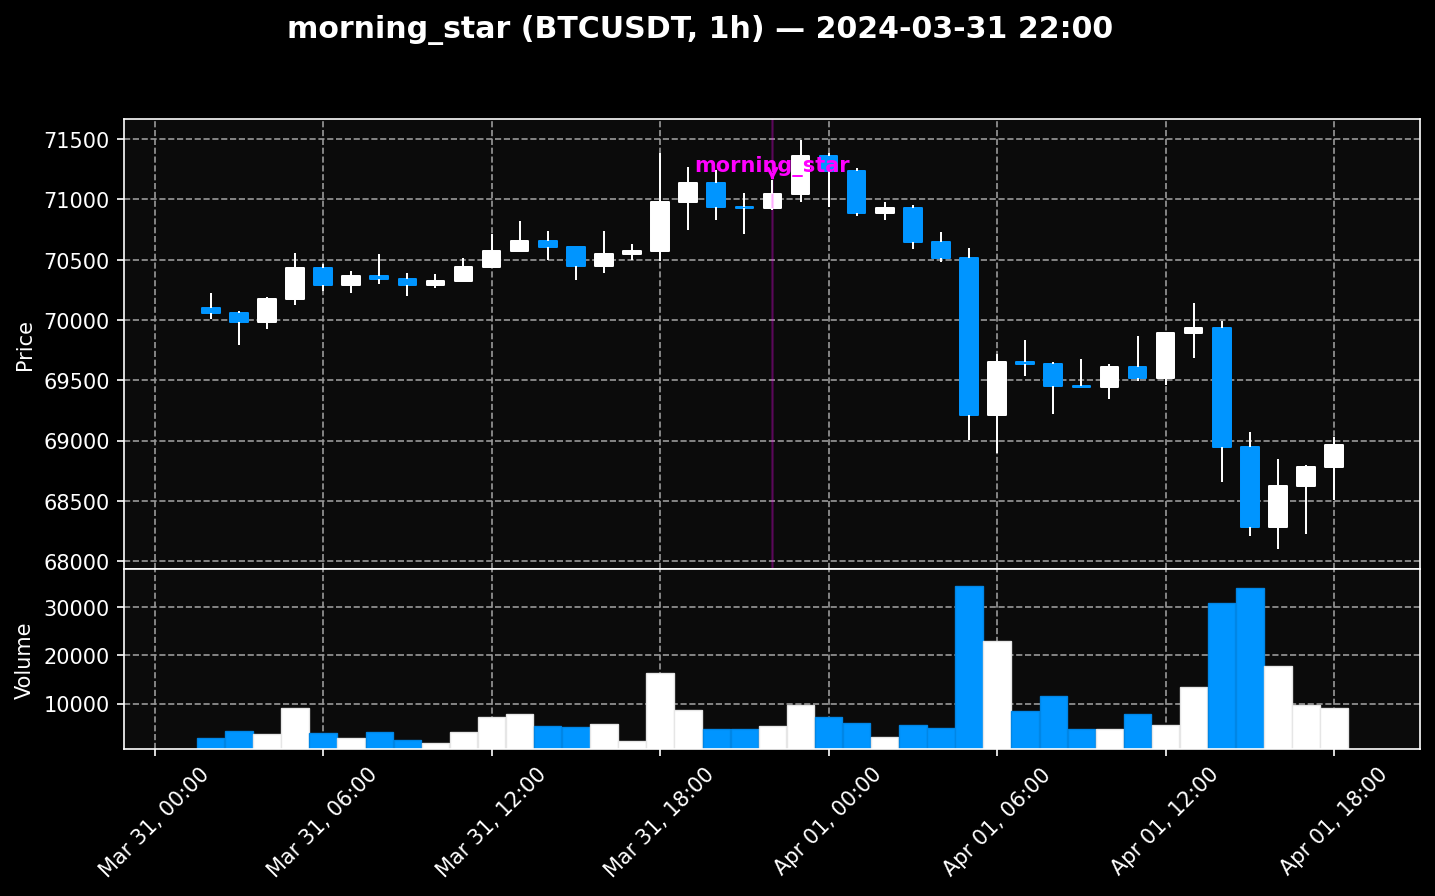 morning_star (BTCUSDT, 1h) — 2024-03-31 22:00
71500
morning_star
71000
70500
70000
69500
69000
68500
68000
Price
30000
20000
10000
Volume
Mar 31, 00:00
Mar 31, 06:00
Mar 31, 12:00
Mar 31, 18:00
Apr 01, 00:00
Apr 01, 06:00
Apr 01, 12:00
Apr 01, 18:00